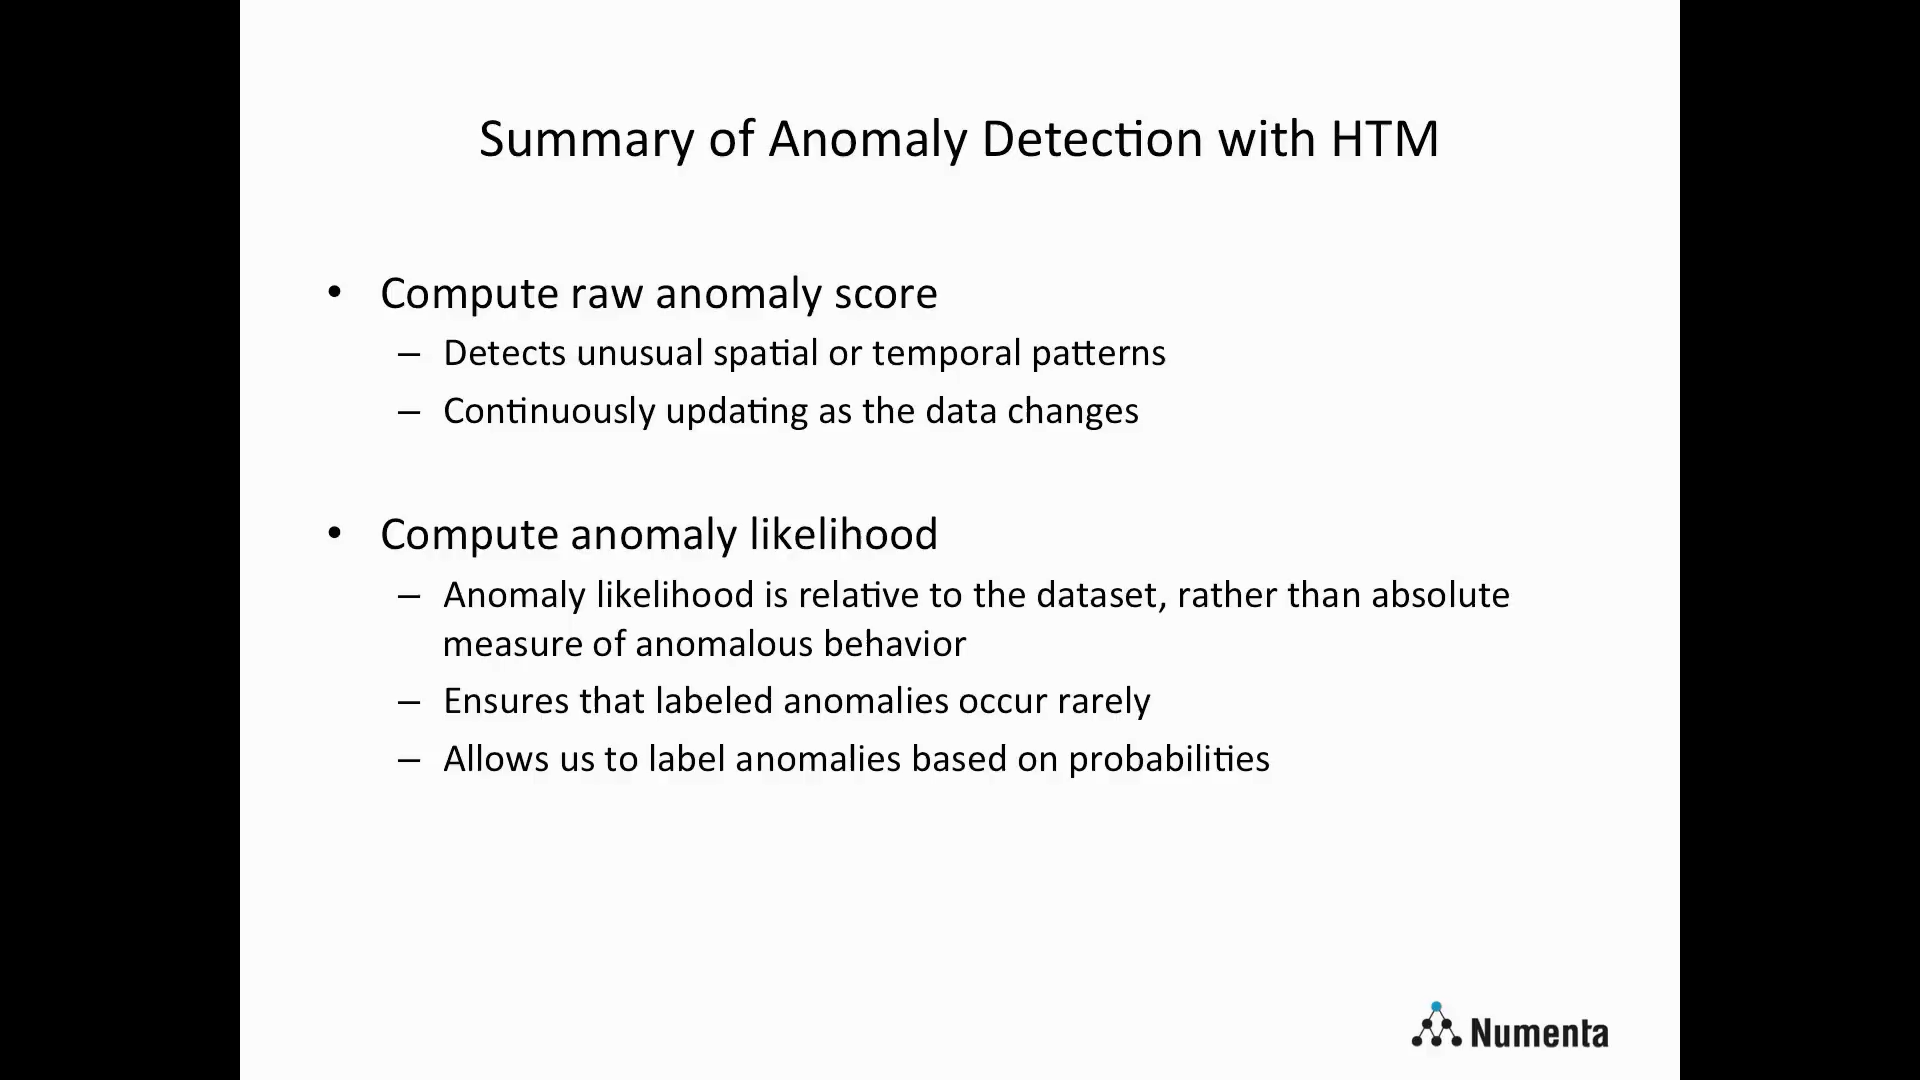 Summary of Anomaly Detection with HTM
• Compute raw anomaly score
– Detects unusual spatial or temporal patterns
– Continuously updating as the data changes
• Compute anomaly likelihood
– Anomaly likelihood is relative to the dataset, rather than absolute
measure of anomalous behavior
– Ensures that labeled anomalies occur rarely
– Allows us to label anomalies based on probabilities
Numenta